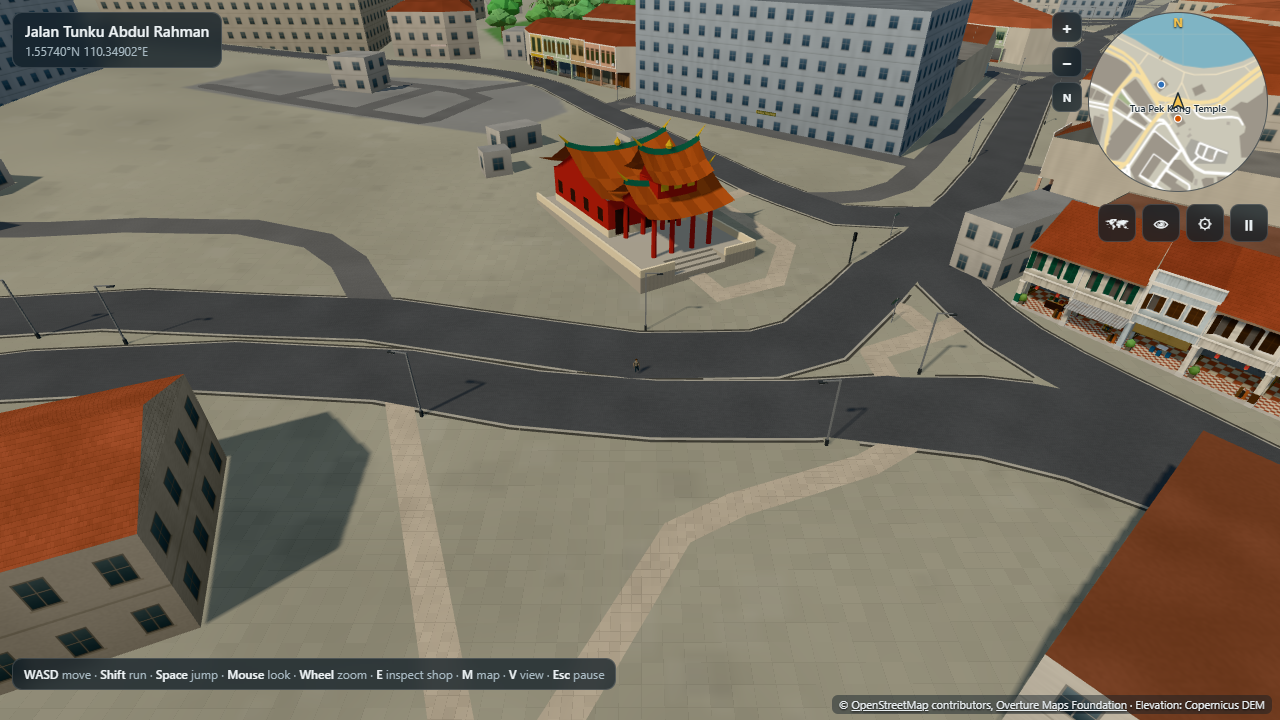 Jalan Tunku Abdul Rahman
1.55740°N 110.34902°E
+
−
N
N
Tua Pek Kong Temple
WASD move · Shift run · Space jump · Mouse look · Wheel zoom · E inspect shop · M map · V view · Esc pause
© OpenStreetMap contributors, Overture Maps Foundation · Elevation: Copernicus DEM